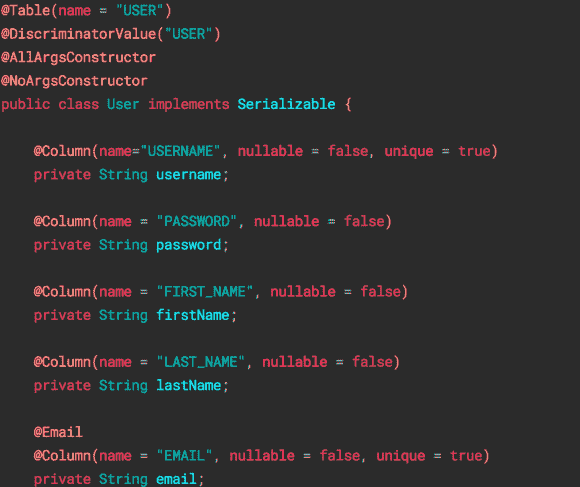 @Table(name = "USER")
@DiscriminatorValue("USER")
@AllArgsConstructor
@NoArgsConstructor
public class User implements Serializable {
@Column(name="USERNAME", nullable = false, unique = true)
private String username;
@Column(name = "PASSWORD", nullable = false)
private String password;
@Column(name = "FIRST_NAME", nullable = false)
private String firstName;
@Column(name = "LAST_NAME", nullable = false)
private String lastName;
@Email
@Column(name = "EMAIL", nullable = false, unique = true)
private String email;